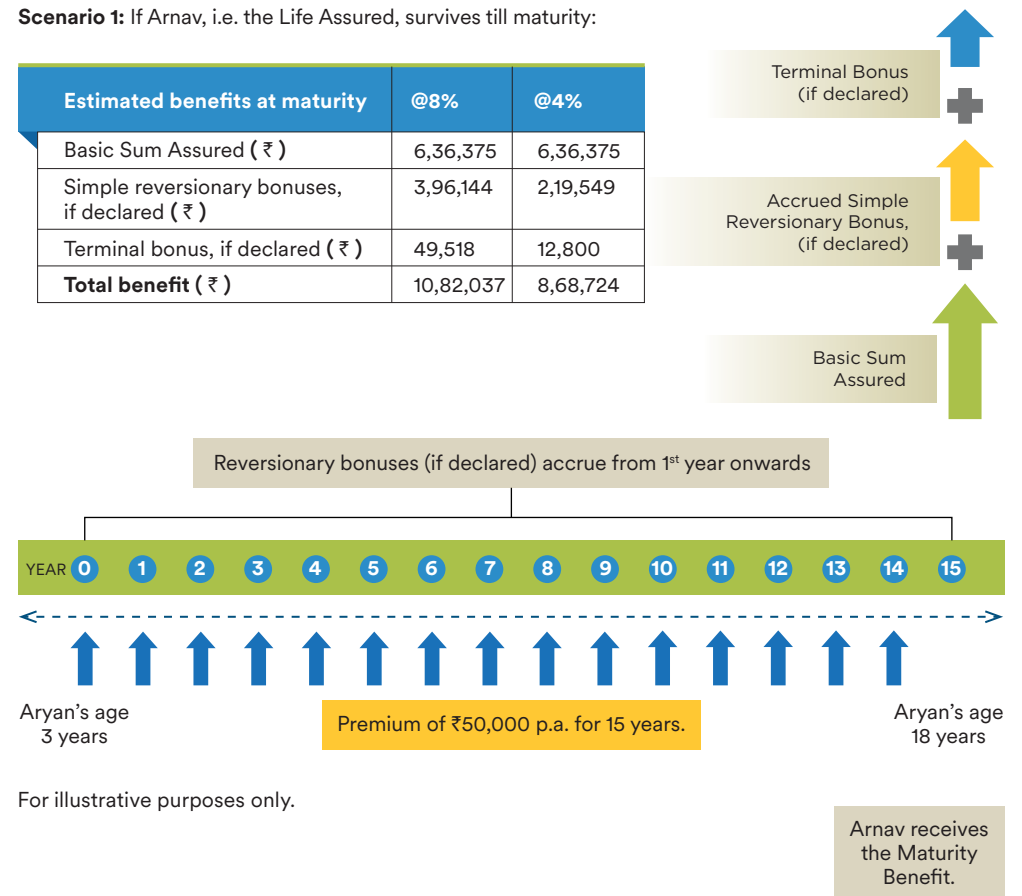 Scenario 1: If Arnav, i.e. the Life Assured, survives till maturity:
Estimated benefits at maturity @8% @4%
Basic Sum Assured ( ₹ ) 6,36,375 6,36,375
Simple reversionary bonuses,
if declared ( ₹ ) 3,96,144 2,19,549
Terminal bonus, if declared ( ₹ ) 49,518 12,800
Total benefit ( ₹ ) 10,82,037 8,68,724
Terminal Bonus
(if declared)
Accrued Simple
Reversionary Bonus,
(if declared)
Basic Sum
Assured
Reversionary bonuses (if declared) accrue from 1st year onwards
YEAR 0 1 2 3 4 5 6 7 8 9 10 11 12 13 14 15
Aryan's age
3 years
Premium of ₹50,000 p.a. for 15 years.
Aryan's age
18 years
For illustrative purposes only.
Arnav receives
the Maturity
Benefit.